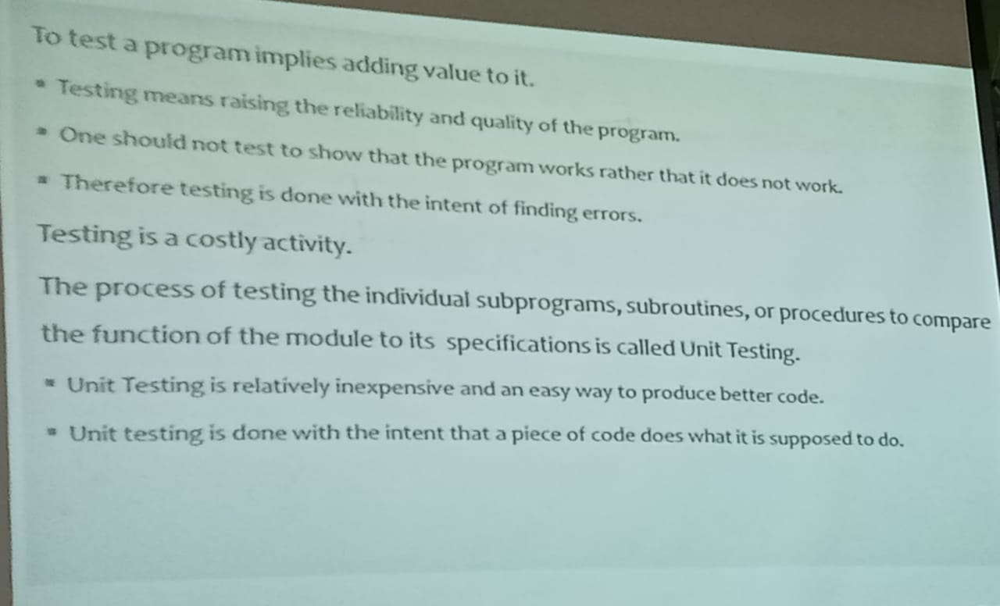 To test a program implies adding value to it.
▪ Testing means raising the reliability and quality of the program.
▪ One should not test to show that the program works rather that it does not work.
▪ Therefore testing is done with the intent of finding errors.
Testing is a costly activity.
The process of testing the individual subprograms, subroutines, or procedures to compare
the function of the module to its specifications is called Unit Testing.
▪ Unit Testing is relatively inexpensive and an easy way to produce better code.
▪ Unit testing is done with the intent that a piece of code does what it is supposed to do.